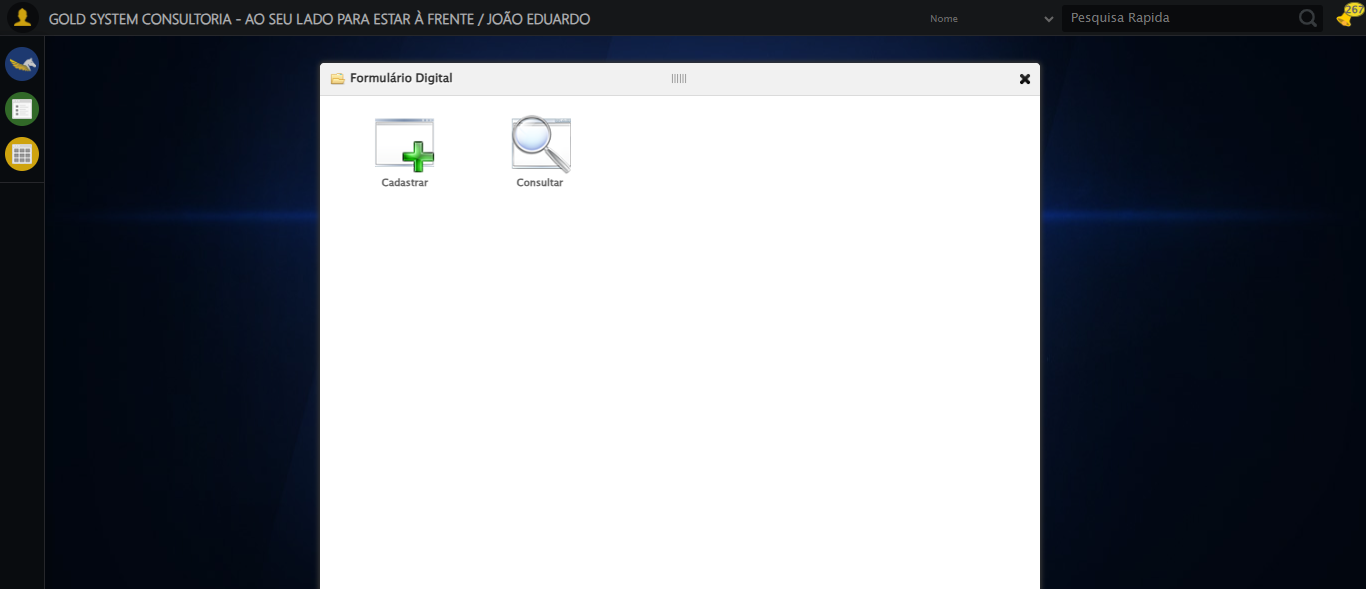 GOLD SYSTEM CONSULTORIA - AO SEU LADO PARA ESTAR À FRENTE / JOÃO EDUARDO
Nome
Pesquisa Rapida
267
Formulário Digital
Cadastrar
Consultar